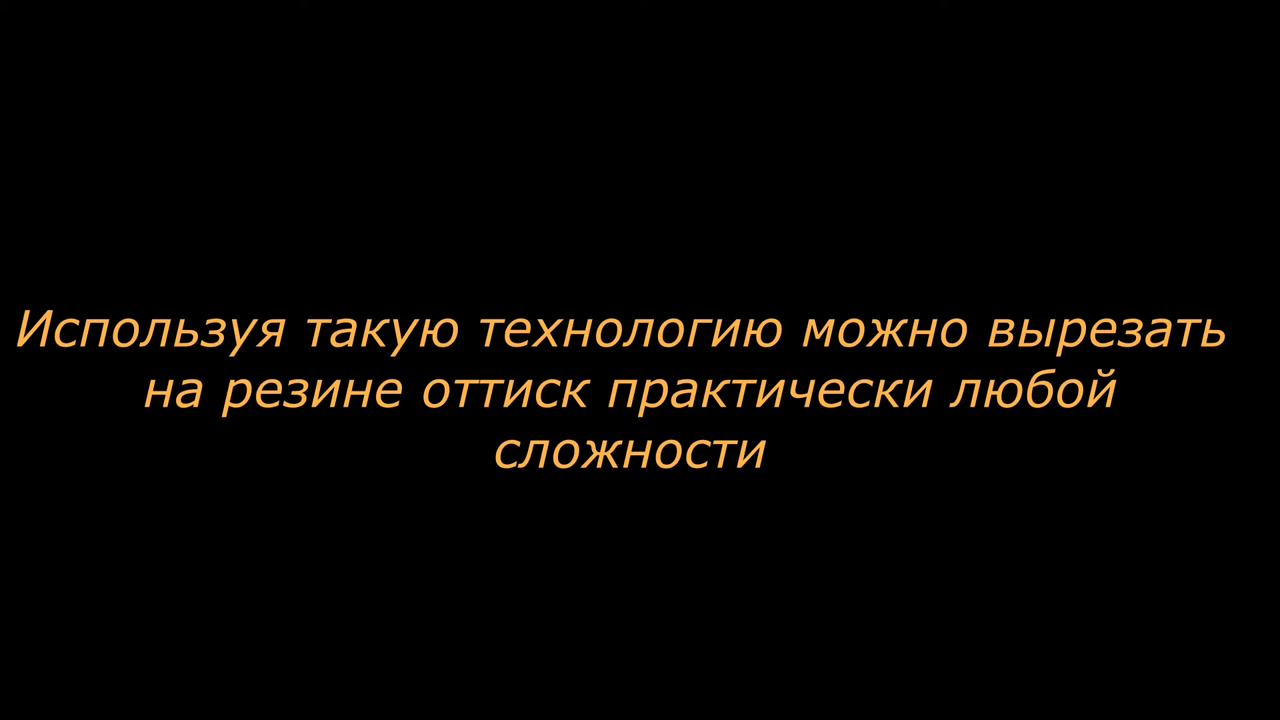 Используя такую технологию можно вырезать
на резине оттиск практически любой
сложности